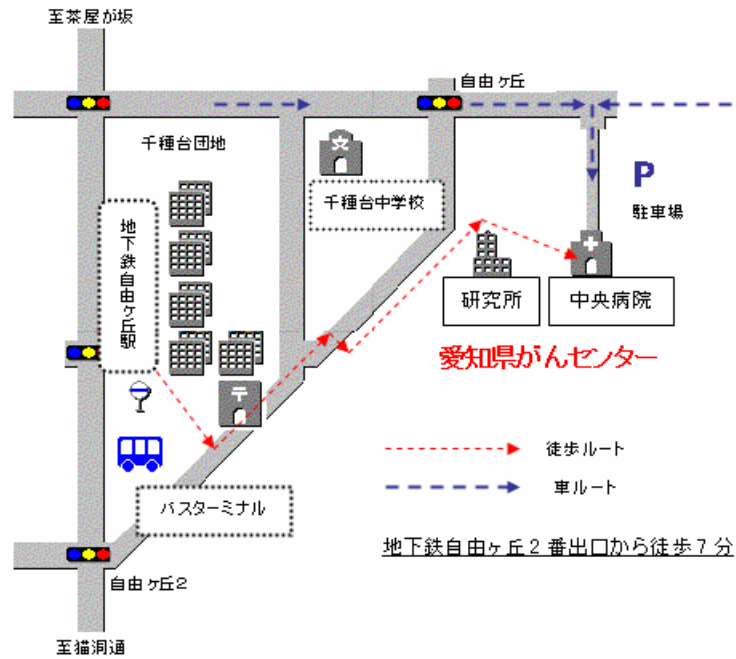 至茶屋が坂
自由ヶ丘
千種台団地
文
P
千種台中学校
駐車場
地下鉄自由ヶ丘駅
研究所
中央病院
愛知県がんセンター
〒
徒歩ルート
車ルート
バスターミナル
地下鉄自由ヶ丘2番出口から徒歩7分
自由ヶ丘2
至猫洞通